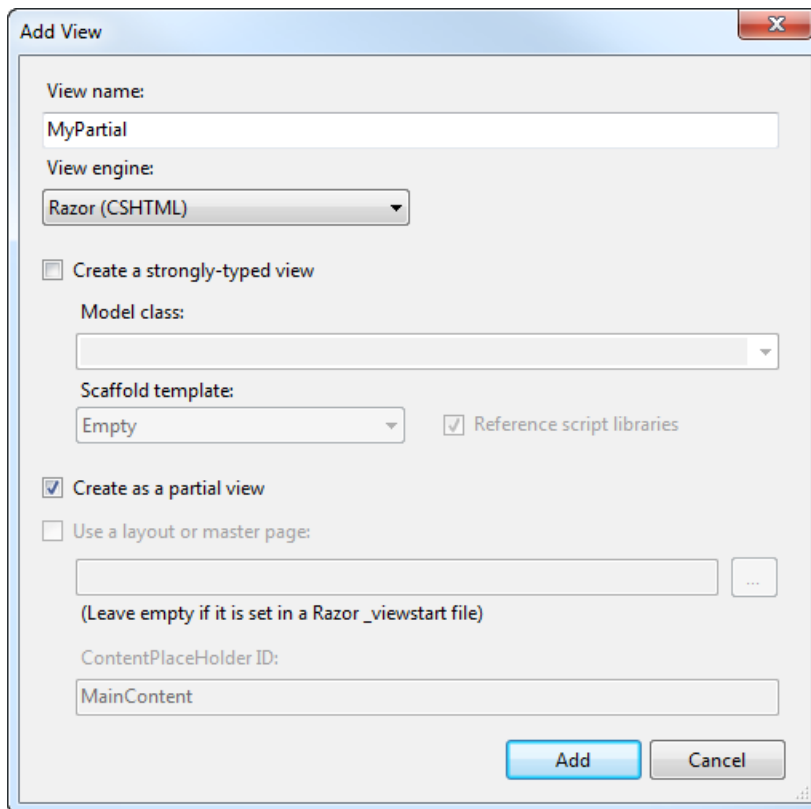 Add View
View name:
MyPartial
View engine:
Razor (CSHTML)
Create a strongly-typed view
Model class:
Scaffold template:
Empty
Reference script libraries
Create as a partial view
Use a layout or master page:
...
(Leave empty if it is set in a Razor _viewstart file)
ContentPlaceHolder ID:
MainContent
Add
Cancel